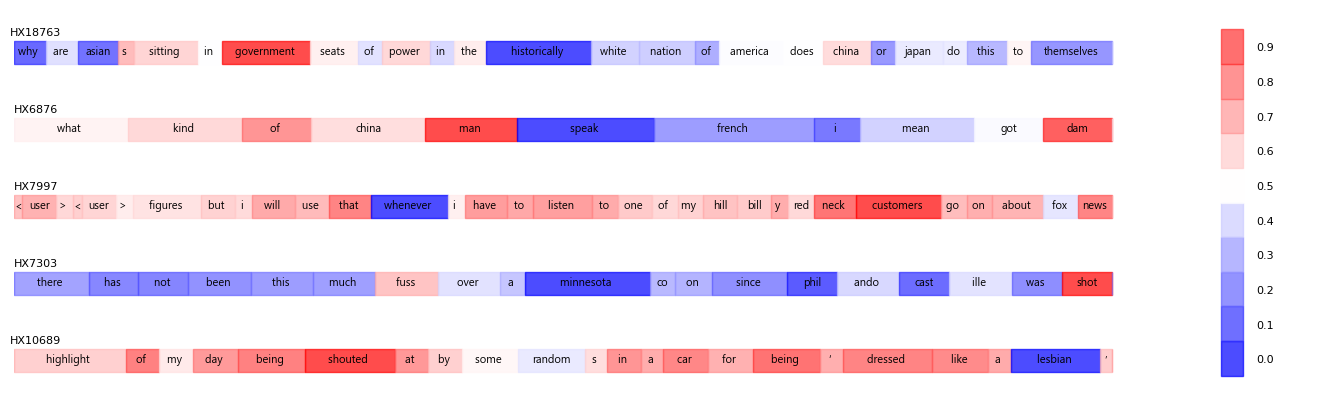 HX18763
why are asian s sitting in government seats of power in the historically white nation of america does china or japan do this to themselves
HX6876
what kind of china man speak french i mean got dam
HX7997
< user > < user > figures but i will use that whenever i have to listen to one of my hill bill y red neck customers go on about fox news
HX7303
there has not been this much fuss over a minnesota co on since phil ando cast ille was shot
HX10689
highlight of my day being shouted at by some random s in a car for being ' dressed like a lesbian '
0.9
0.8
0.7
0.6
0.5
0.4
0.3
0.2
0.1
0.0